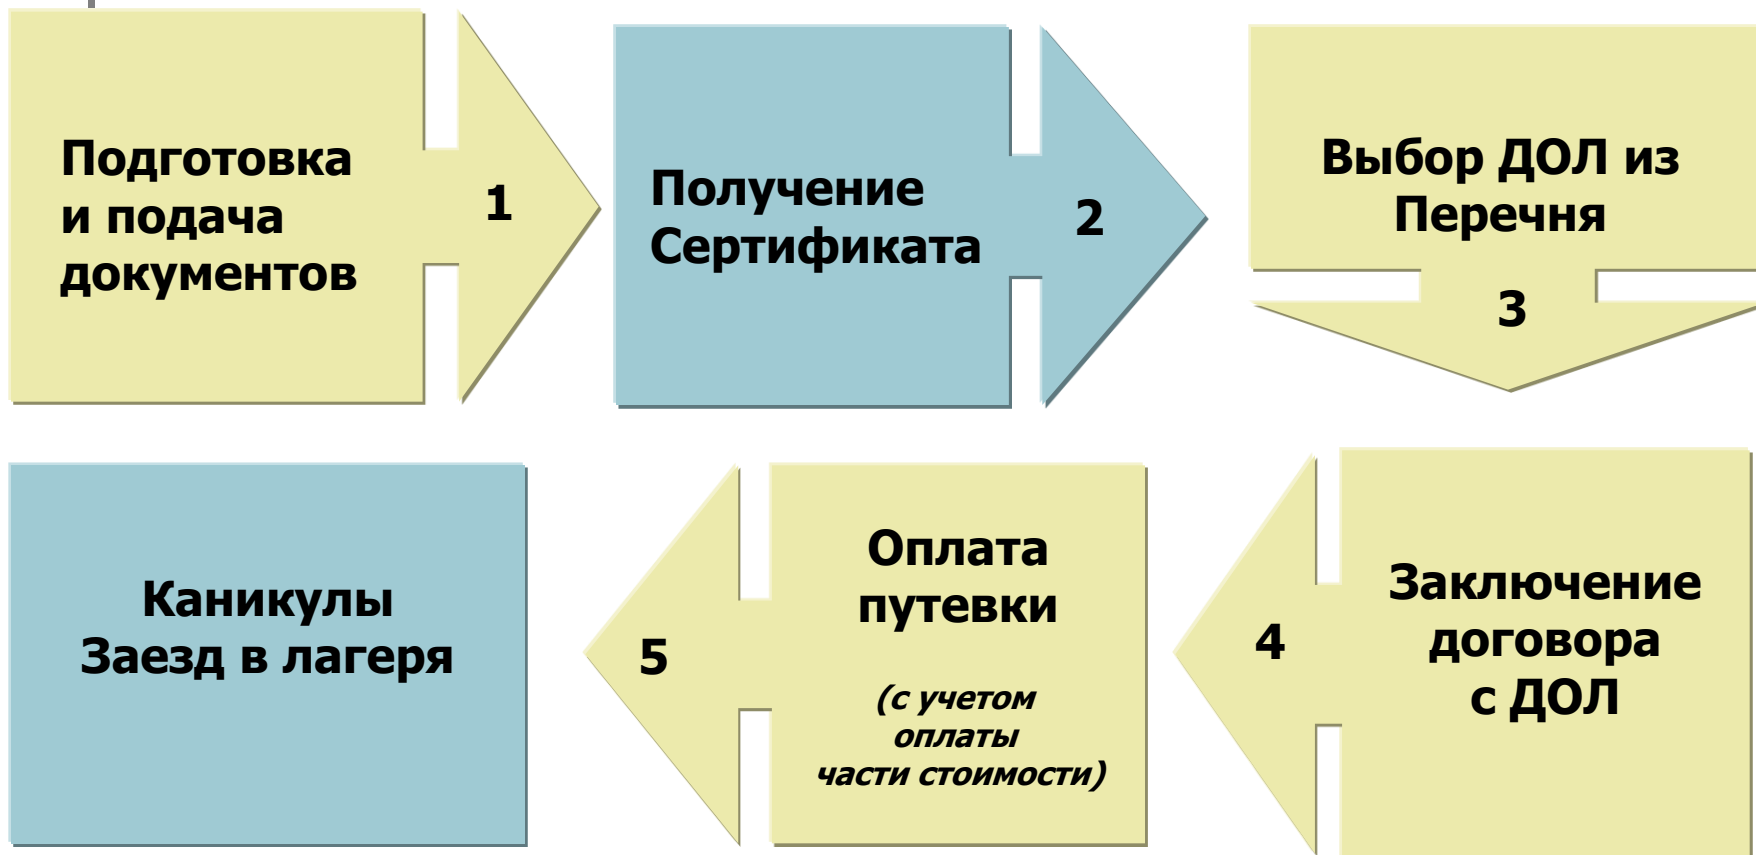 Подготовка
и подача
документов
1
Получение
Сертификата
2
Выбор ДОЛ из
Перечня
3
Заключение
договора
с ДОЛ
4
Оплата
путевки
(с учетом
оплаты
части стоимости)
5
Каникулы
Заезд в лагеря